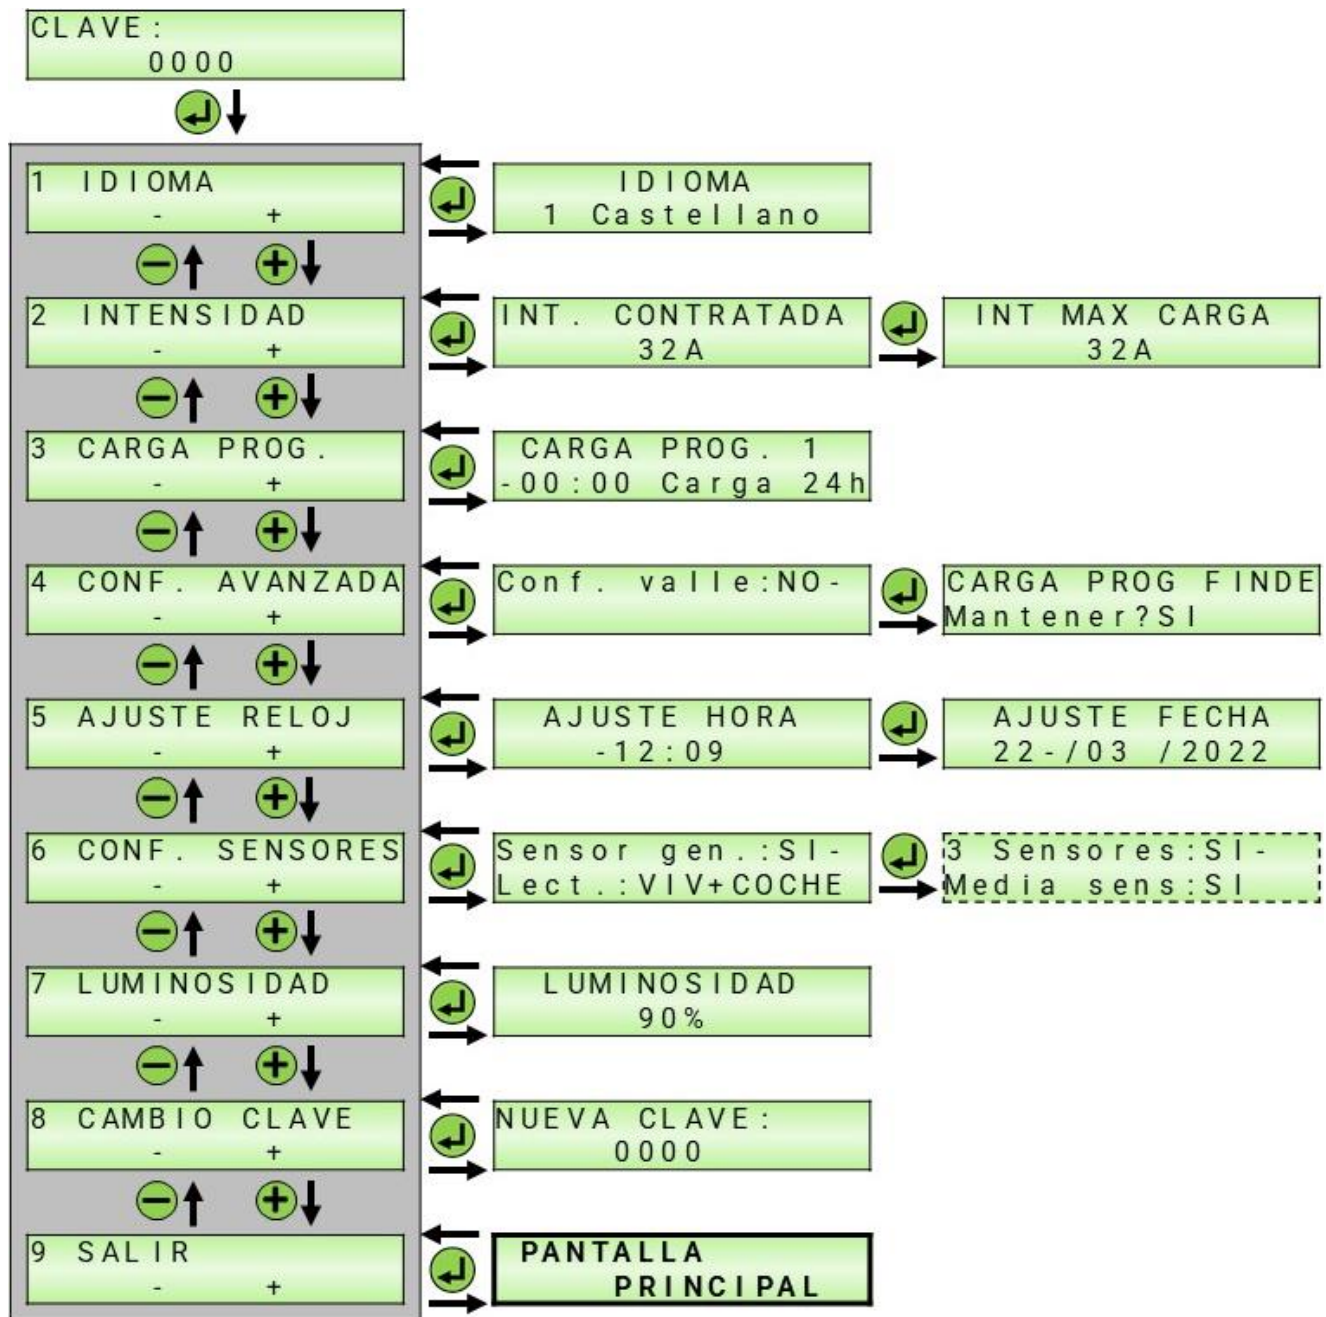 CLAVE:
0000
1 IDIOMA
- +
IDIOMA
1 Castellano
2 INTENSIDAD
- +
INT. CONTRATADA
32A
INT MAX CARGA
32A
3 CARGA PROG.
- +
CARGA PROG. 1
-00:00 Carga 24h
4 CONF. AVANZADA
- +
Conf. valle:NO-
CARGA PROG FINDE
Mantener?SI
5 AJUSTE RELOJ
- +
AJUSTE HORA
-12:09
AJUSTE FECHA
22-/03 /2022
6 CONF. SENSORES
- +
Sensor gen.:SI-
Lect.:VIV+COCHE
3 Sensores:SI-
Media sens:SI
7 LUMINOSIDAD
- +
LUMINOSIDAD
90%
8 CAMBIO CLAVE
- +
NUEVA CLAVE:
0000
9 SALIR
- +
PANTALLA
PRINCIPAL